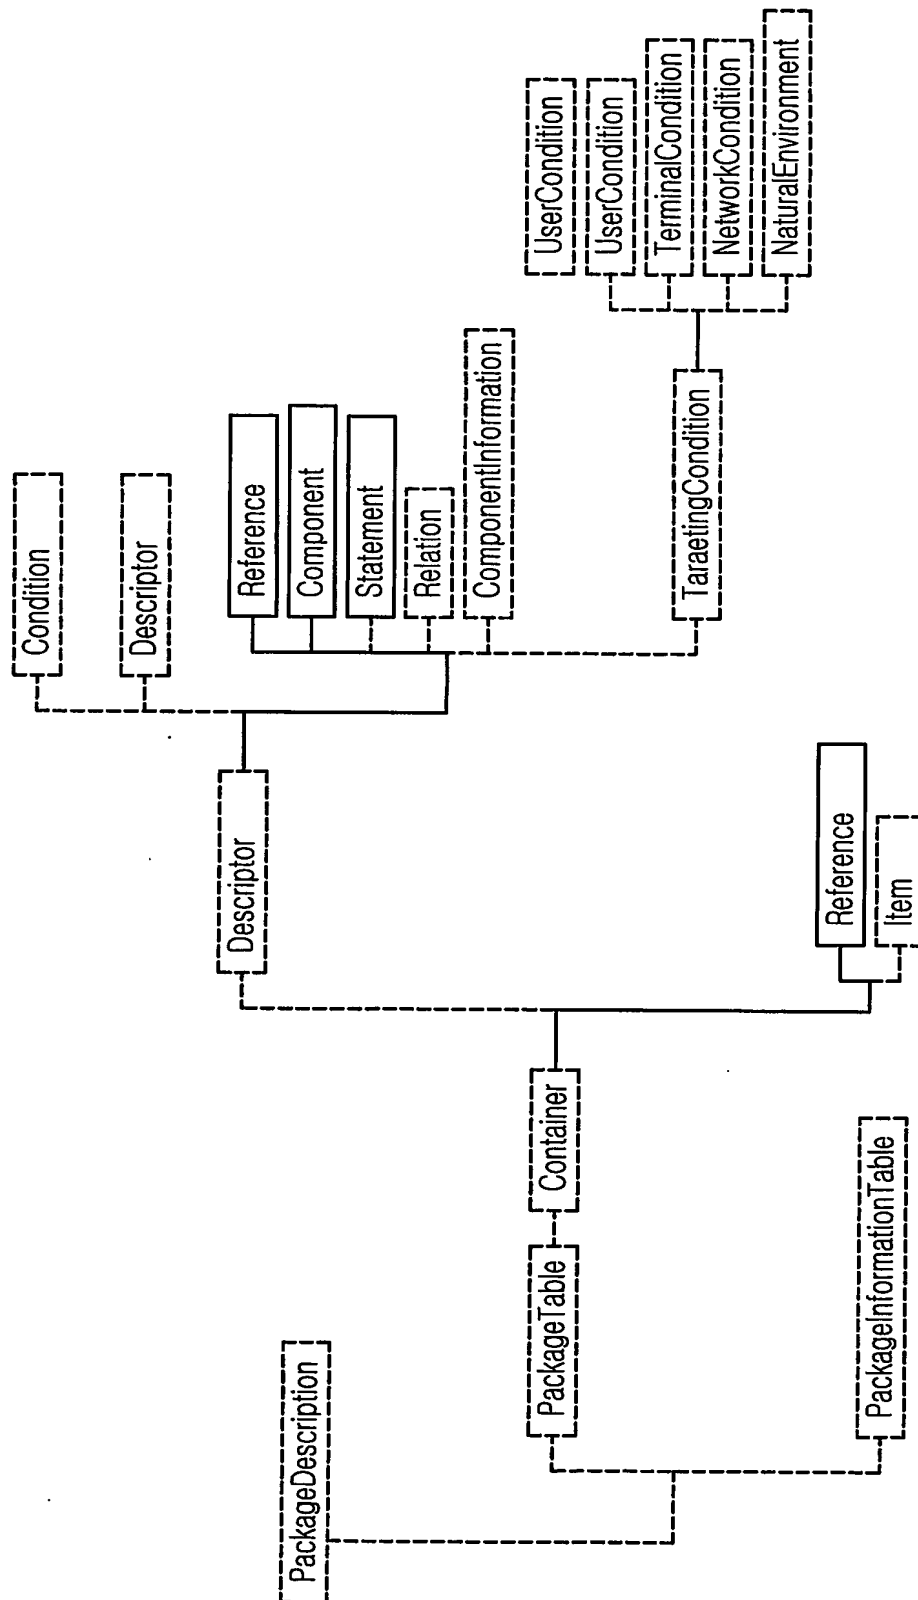 PackageDescription
PackageTable
PackageInformationTable
Container
Descriptor
Reference
Item
Condition
Descriptor
Reference
Component
Statement
Relation
ComponentInformation
TaraetingCondition
UserCondition
UserCondition
TerminalCondition
NetworkCondition
NaturalEnvironment